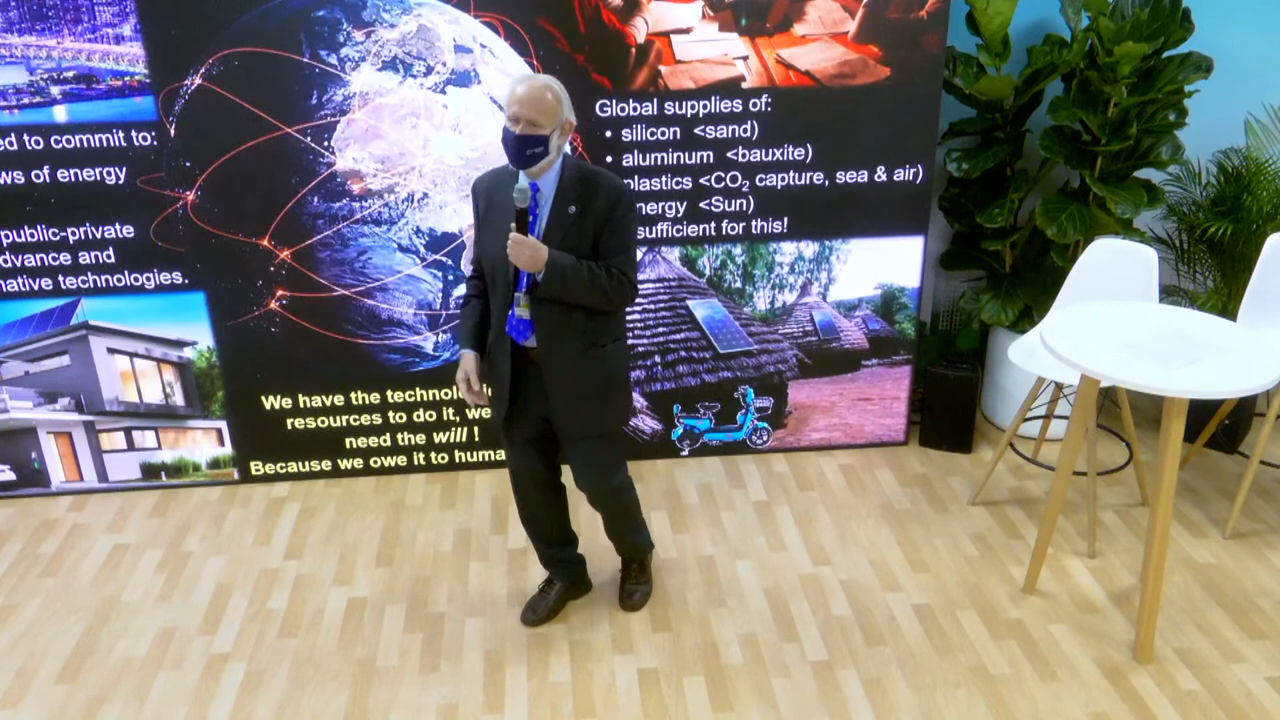 ed to commit to:
ws of energy
public-private
dvance and
native technologies.
We have the technolo
resources to do it, we
need the will !
Because we owe it to huma
Global supplies of:
• silicon <sand)
• aluminum <bauxite)
plastics <CO₂ capture, sea & air)
nergy <Sun)
sufficient for this!